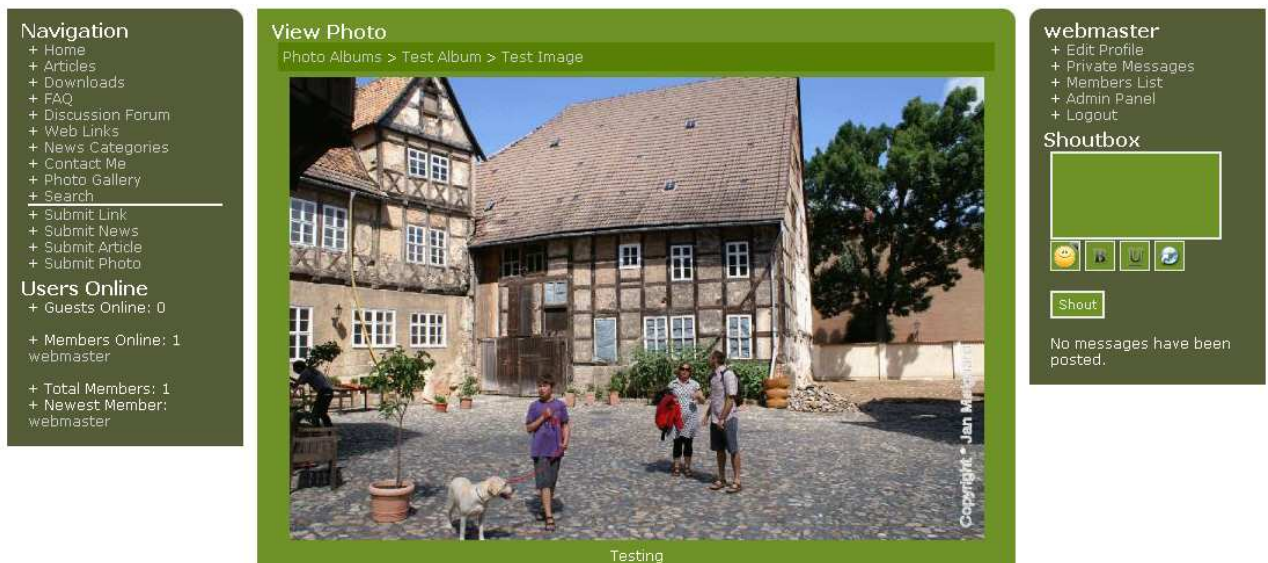 Navigation
+ Home
+ Articles
+ Downloads
+ FAQ
+ Discussion Forum
+ Web Links
+ News Categories
+ Contact Me
+ Photo Gallery
+ Search
+ Submit Link
+ Submit News
+ Submit Article
+ Submit Photo
Users Online
+ Guests Online: 0
+ Members Online: 1
webmaster
+ Total Members: 1
+ Newest Member:
webmaster
View Photo
Photo Albums > Test Album > Test Image
Copyright * Jan
Testing
webmaster
+ Edit Profile
+ Private Messages
+ Members List
+ Admin Panel
+ Logout
Shoutbox
B U
Shout
No messages have been
posted.